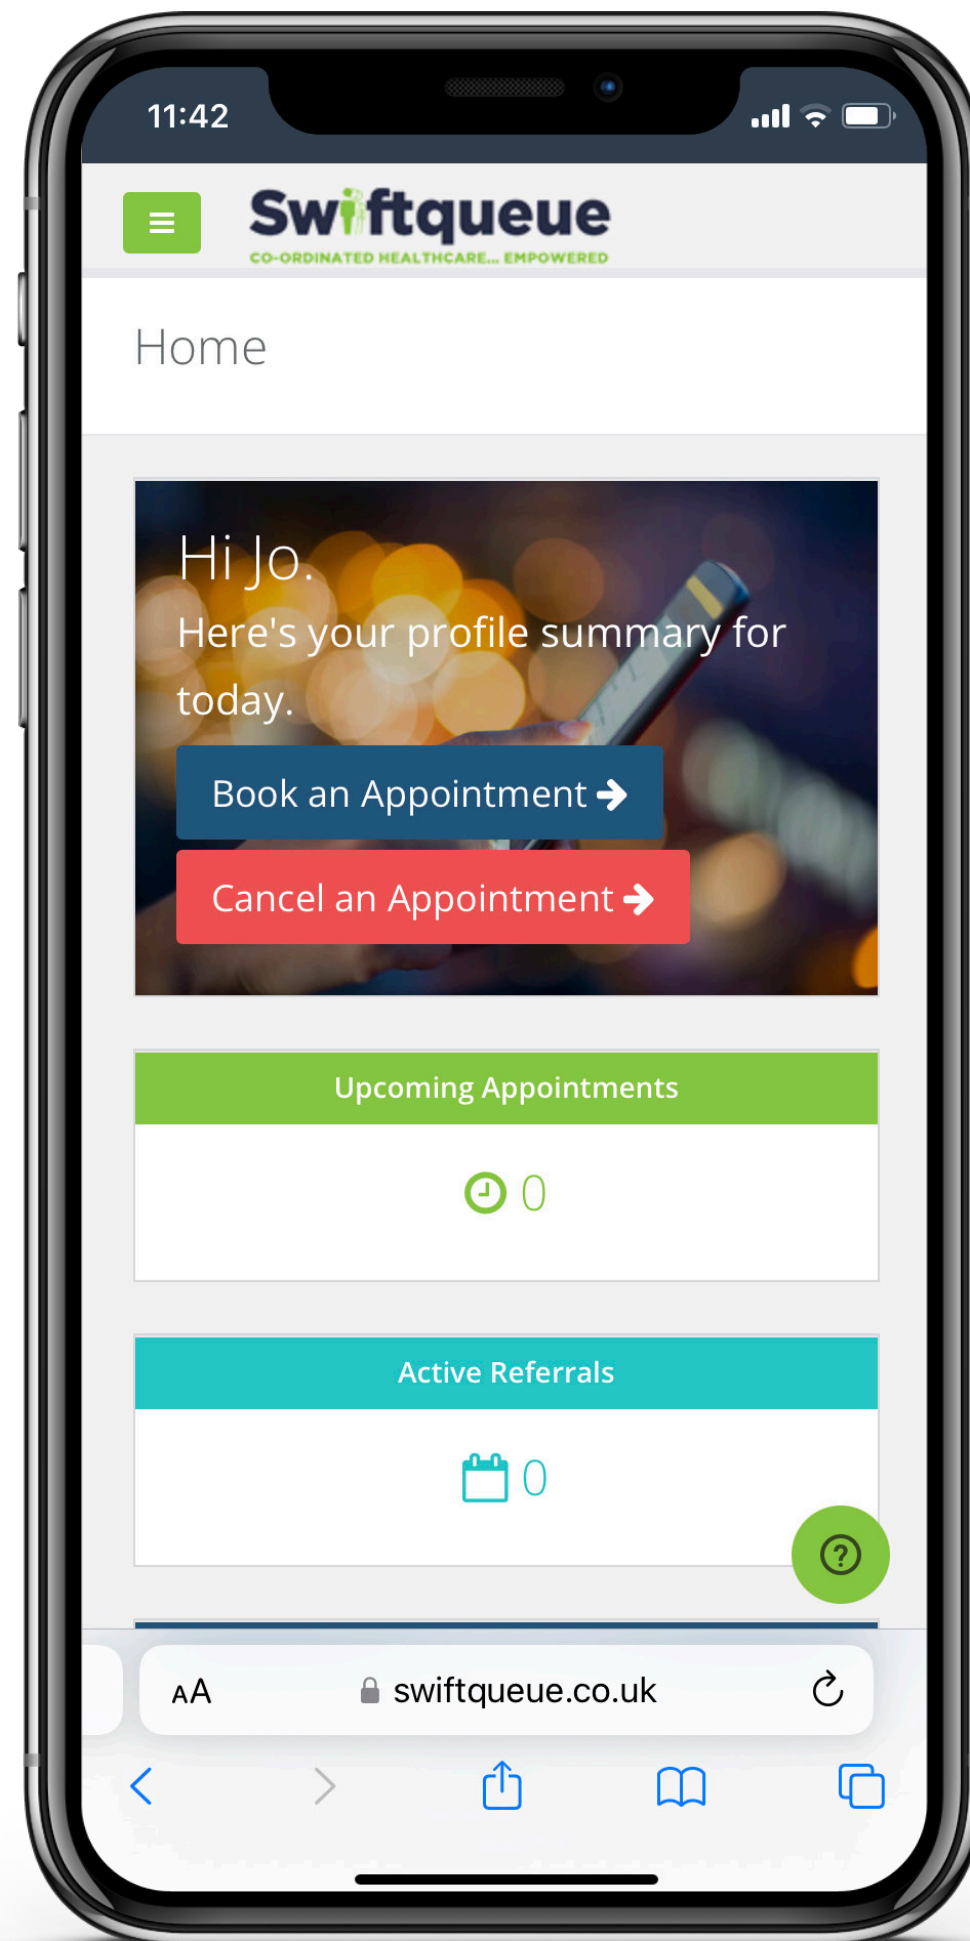 11:42
Swiftqueue
CO-ORDINATED HEALTHCARE... EMPOWERED
Home
Hi Jo.
Here's your profile summary for
today.
Book an Appointment
Cancel an Appointment
Upcoming Appointments
0
Active Referrals
0
?
AA swiftqueue.co.uk